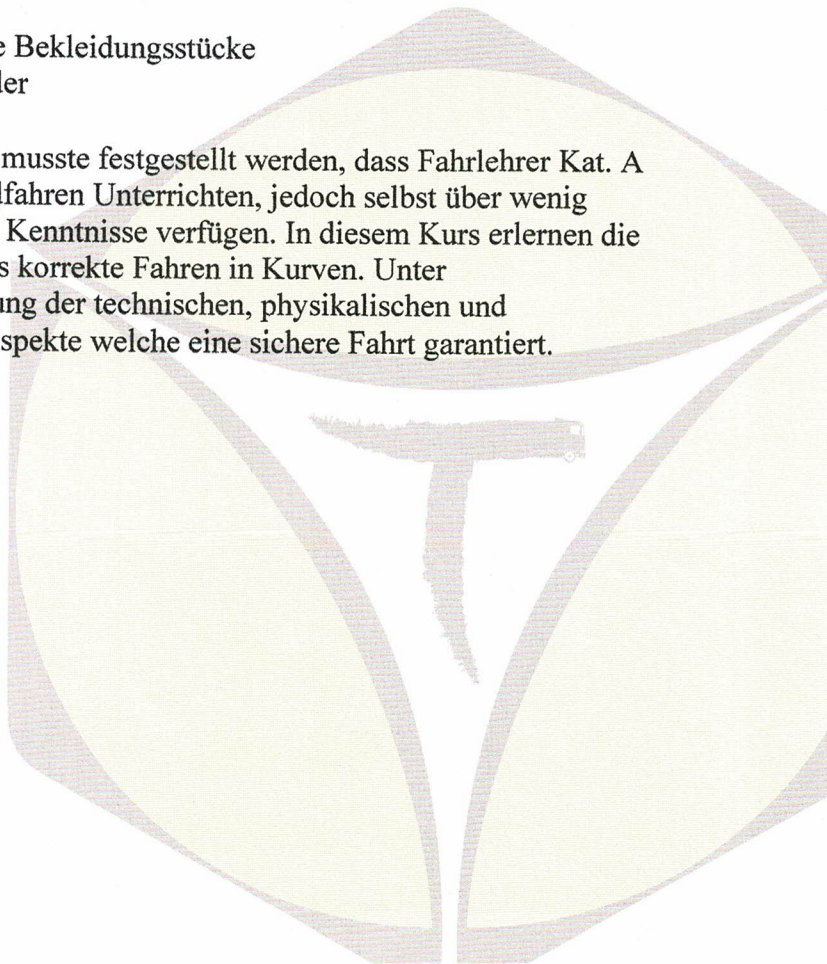 e Bekleidungsstücke
ler
musste festgestellt werden, dass Fahrlehrer Kat. A
lfahren Unterrichten, jedoch selbst über wenig
Kenntnisse verfügen. In diesem Kurs erlernen die
s korrekte Fahren in Kurven. Unter
ung der technischen, physikalischen und
spekte welche eine sichere Fahrt garantiert.
T